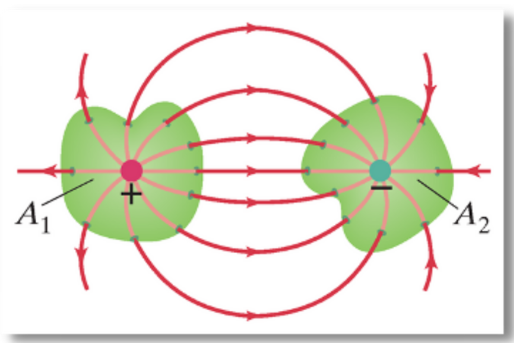 +
−
A₁
A₂